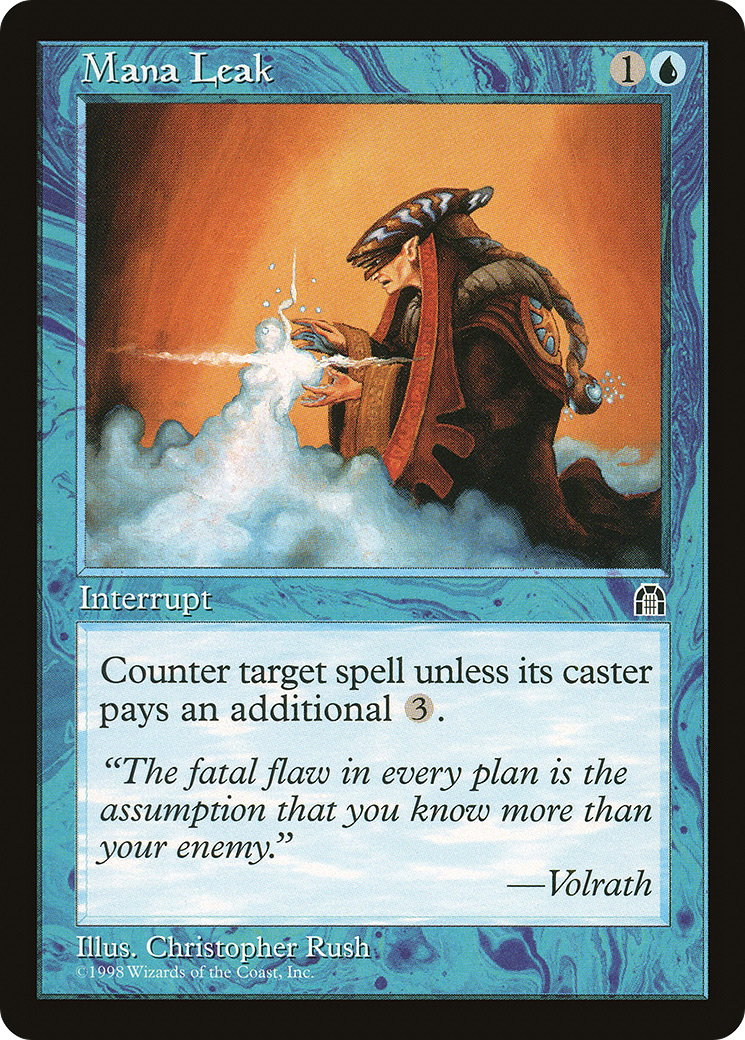 Mana Leak 1
Interrupt
Counter target spell unless its caster
pays an additional 3.
“The fatal flaw in every plan is the
assumption that you know more than
your enemy.”
—Volrath
Illus. Christopher Rush
©1998 Wizards of the Coast, Inc.